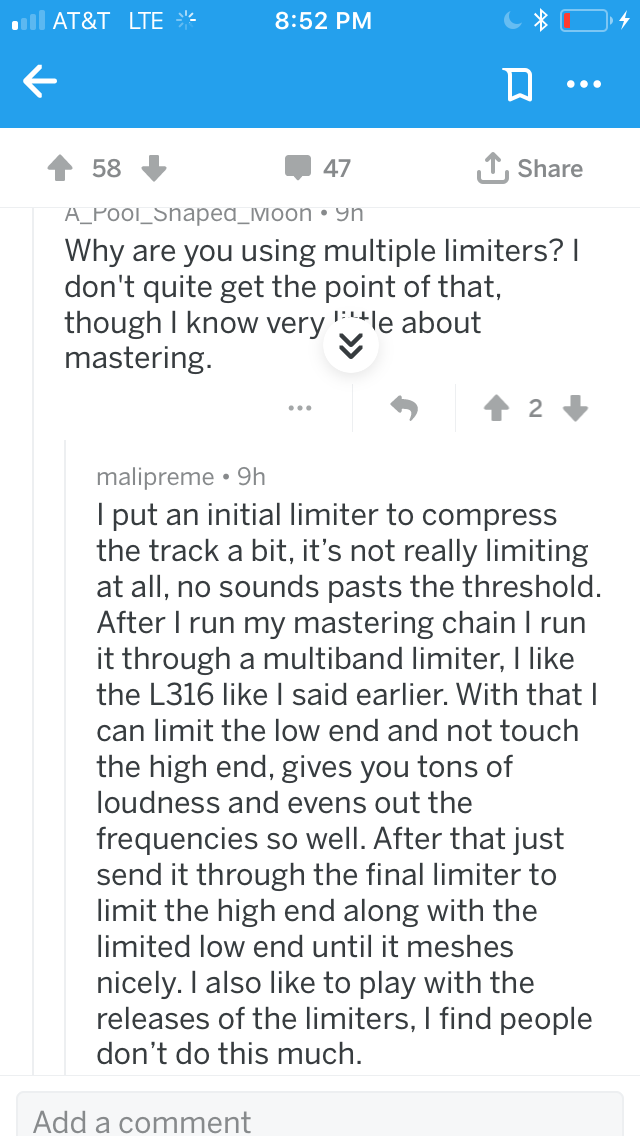 AT&T LTE 8:52 PM
58 47 Share
A_Pool_Shaped_Moon • 9h
Why are you using multiple limiters? I
don't quite get the point of that,
though I know very little about
mastering.
2
malipreme • 9h
I put an initial limiter to compress
the track a bit, it’s not really limiting
at all, no sounds pasts the threshold.
After I run my mastering chain I run
it through a multiband limiter, I like
the L316 like I said earlier. With that I
can limit the low end and not touch
the high end, gives you tons of
loudness and evens out the
frequencies so well. After that just
send it through the final limiter to
limit the high end along with the
limited low end until it meshes
nicely. I also like to play with the
releases of the limiters, I find people
don’t do this much.
Add a comment